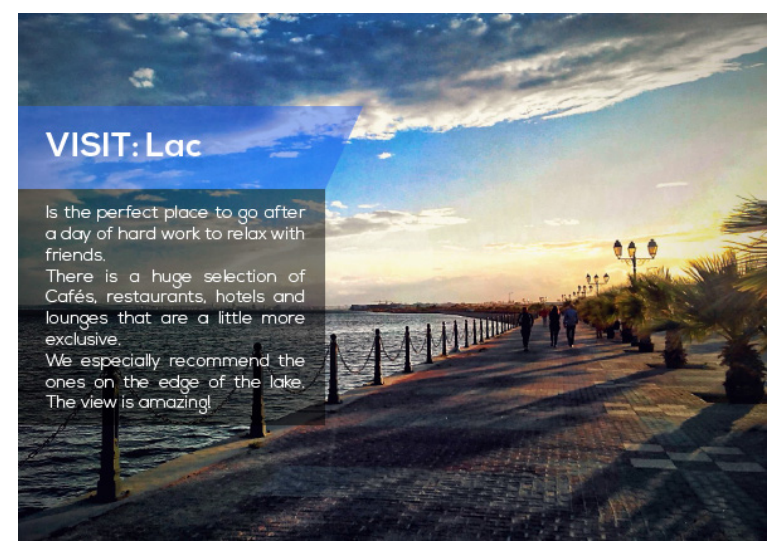 VISIT: Lac
Is the perfect place to go after
a day of hard work to relax with
friends.
There is a huge selection of
Cafés, restaurants, hotels and
lounges that are a little more
exclusive.
We especially recommend the
ones on the edge of the lake.
The view is amazing!